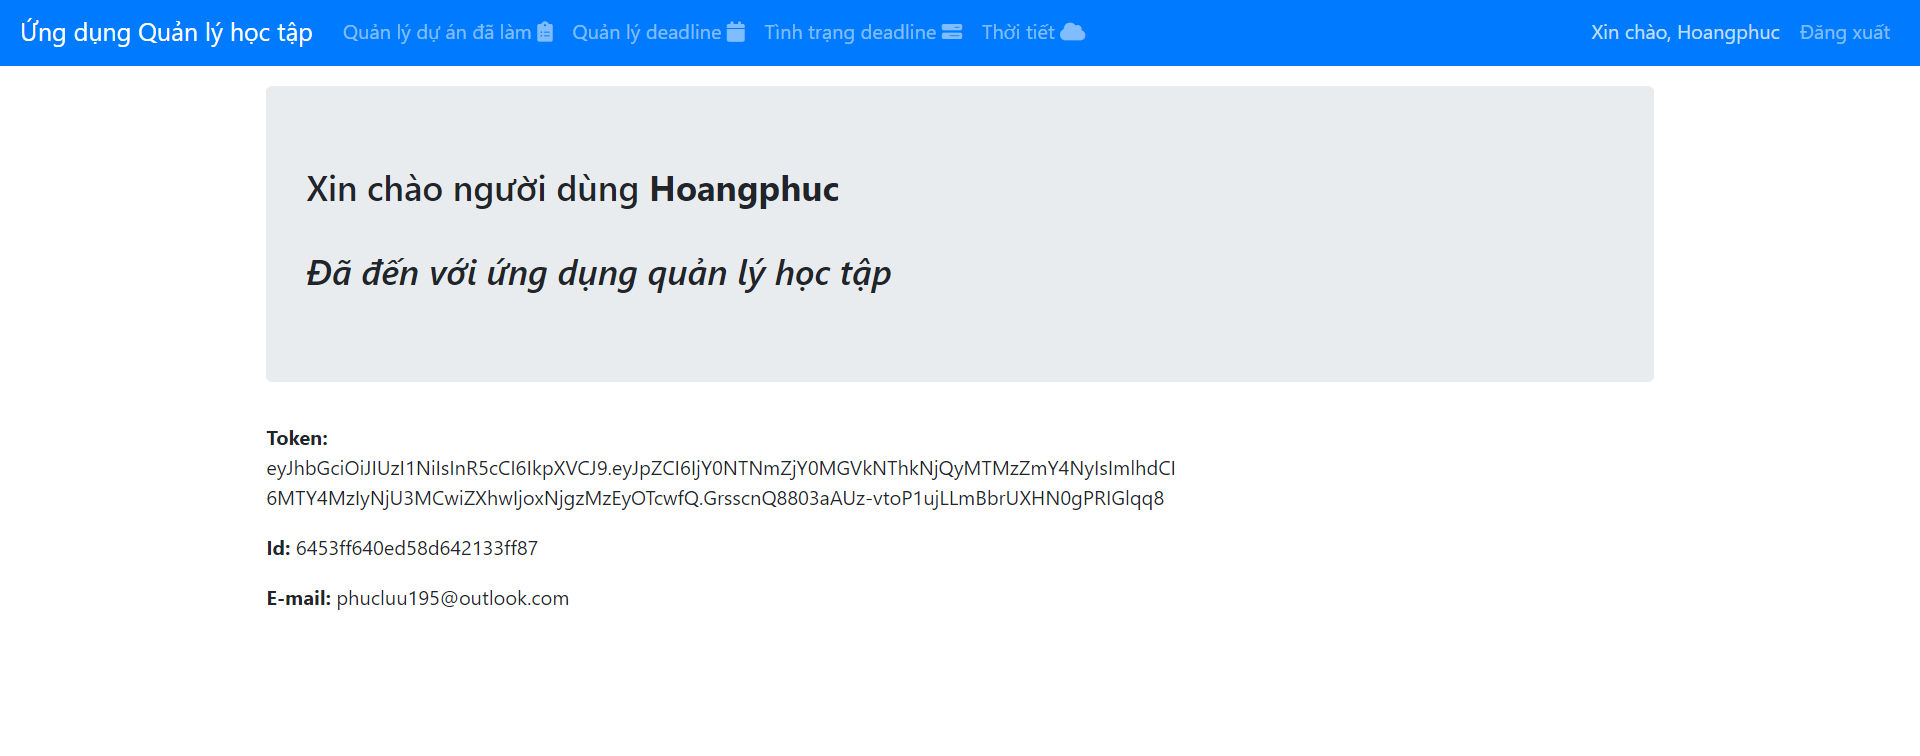 Ứng dụng Quản lý học tập Quản lý dự án đã làm Quản lý deadline Tình trạng deadline Thời tiết Xin chào, Hoangphuc Đăng xuất
Xin chào người dùng Hoangphuc
Đã đến với ứng dụng quản lý học tập
Token:
eyJhbGciOiJIUzI1NiIsInR5cCI6IkpXVCJ9.eyJpZCI6IjY0NTNmZjY0MGVkNThkNjQyMTMzZmY4NyIsImlhdCI
6MTY4MzIyNjU3MCwiZXhwIjoxNjgzMzEyOTcwfQ.GrsscnQ8803aAUz-vtoP1ujLLmBbrUXHN0gPRIGlqq8
Id: 6453ff640ed58d642133ff87
E-mail: phucluu195@outlook.com